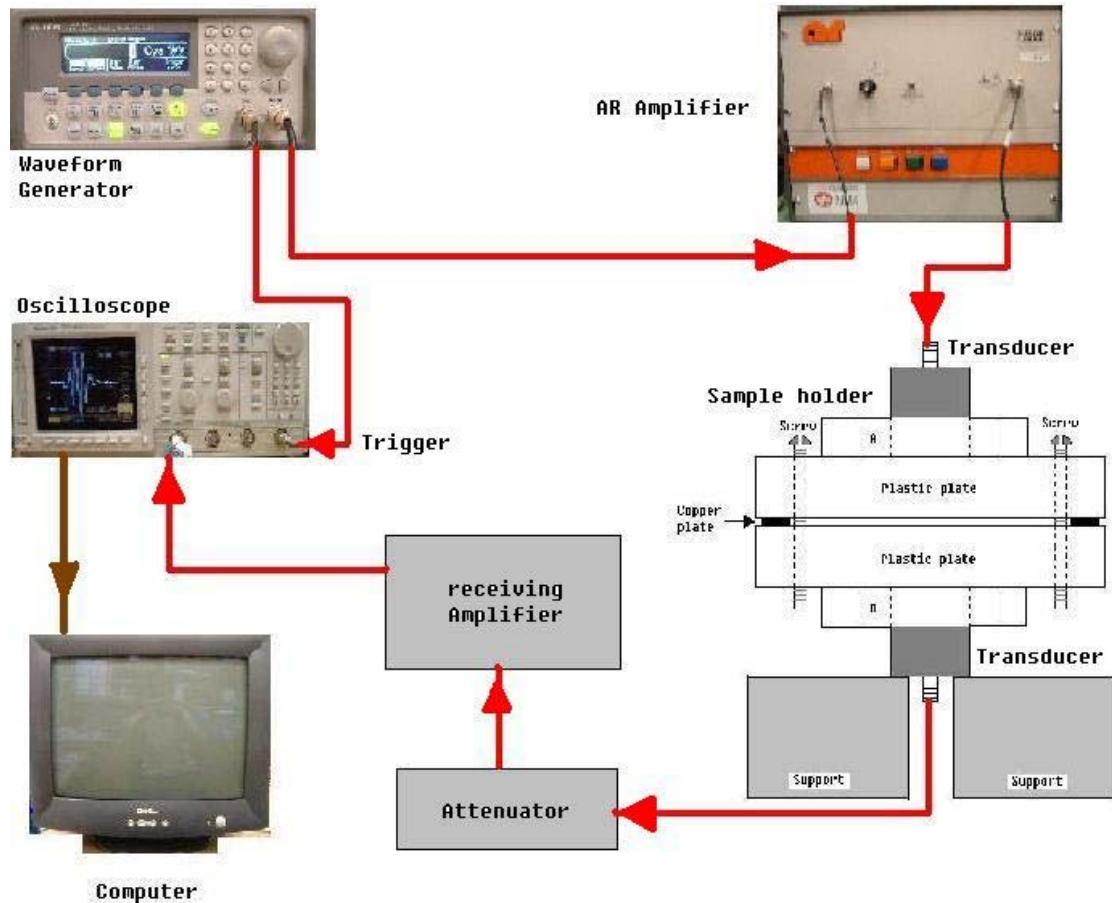 Waveform
Generator
AR Amplifier
Oscilloscope
Trigger
Transducer
Sample holder
Screw
Screw
A
Plastic plate
Copper
plate
Plastic plate
receiving
Amplifier
Transducer
Attenuator
Support
Support
Computer